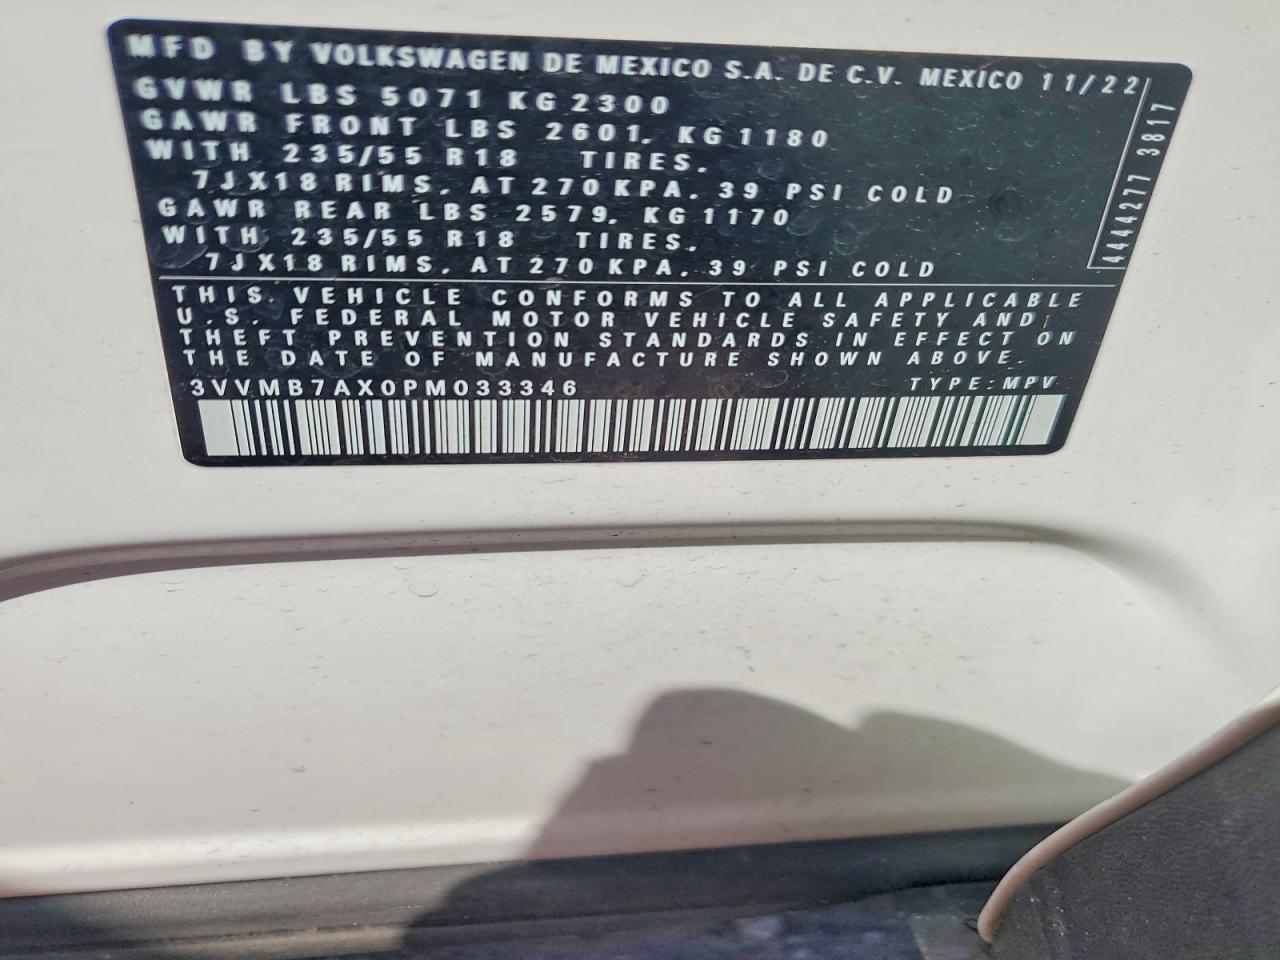 MFD BY VOLKSWAGEN DE MEXICO S.A. DE C.V. MEXICO 11/22
GVWR LBS 5071 KG 2300
GAWR FRONT LBS 2601. KG 1180
WITH 235/55 R18 TIRES.
7JX18 RIMS. AT 270 KPA. 39 PSI COLD
GAWR REAR LBS 2579. KG 1170
WITH 235/55 R18 TIRES.
7JX18 RIMS. AT 270 KPA. 39 PSI COLD
4444277 3817
THIS VEHICLE CONFORMS TO ALL APPLICABLE
U.S. FEDERAL MOTOR VEHICLE SAFETY AND
THEFT PREVENTION STANDARDS IN EFFECT ON
THE DATE OF MANUFACTURE SHOWN ABOVE.
3VVMB7AX0PM033346 TYPE: MPV